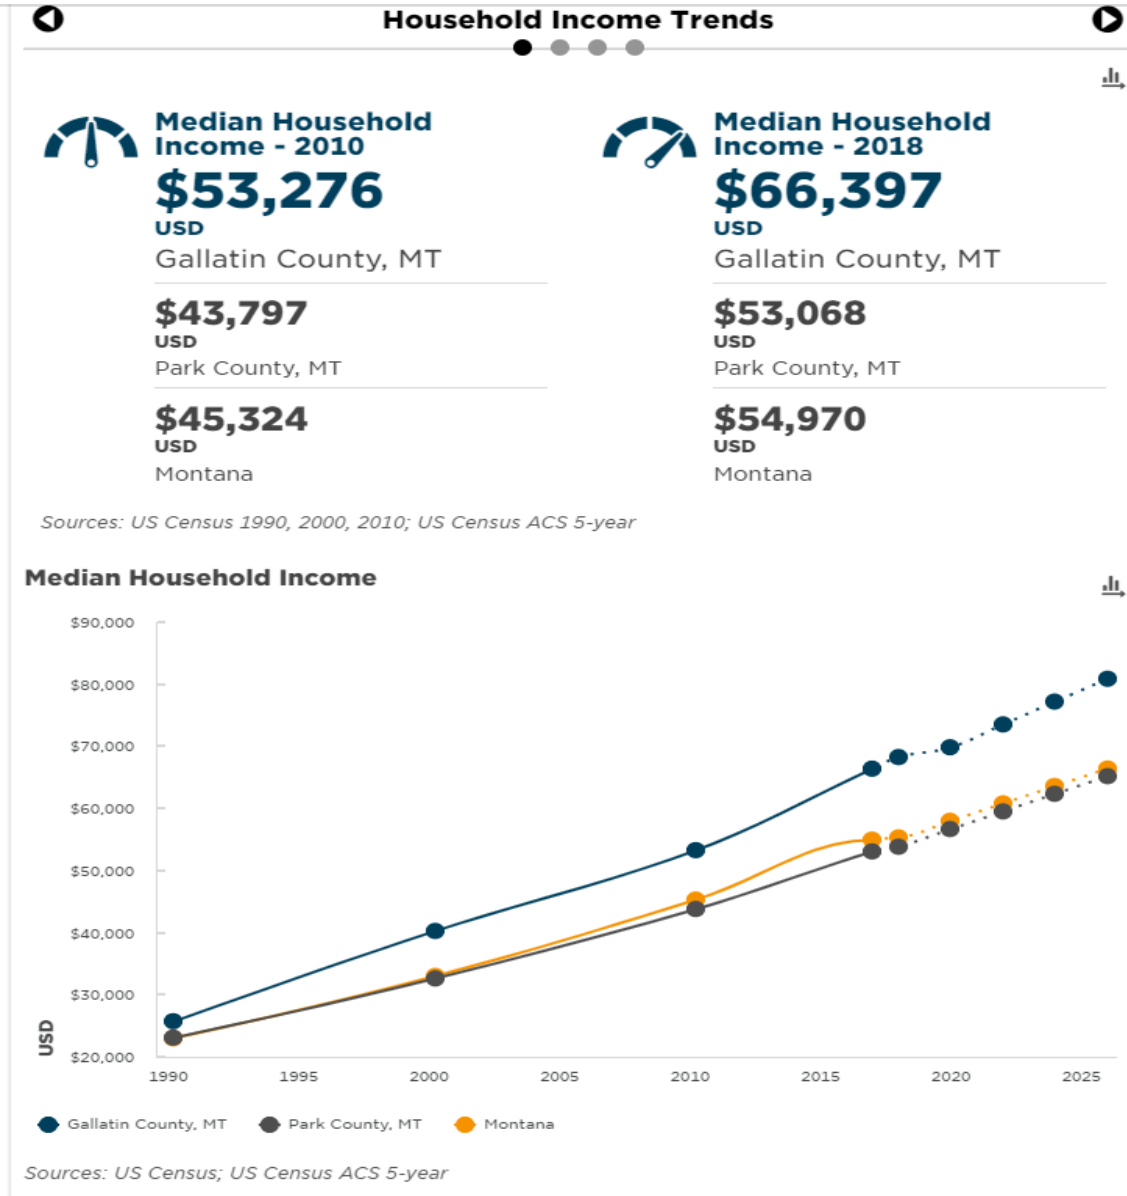 Household Income Trends
Median Household
Income - 2010
$53,276
USD
Gallatin County, MT
$43,797
USD
Park County, MT
$45,324
USD
Montana
Median Household
Income - 2018
$66,397
USD
Gallatin County, MT
$53,068
USD
Park County, MT
$54,970
USD
Montana
Sources: US Census 1990, 2000, 2010; US Census ACS 5-year
Median Household Income
$90,000
$80,000
$70,000
$60,000
$50,000
$40,000
$30,000
$20,000
USD
1990 1995 2000 2005 2010 2015 2020 2025
Gallatin County, MT Park County, MT Montana
Sources: US Census; US Census ACS 5-year